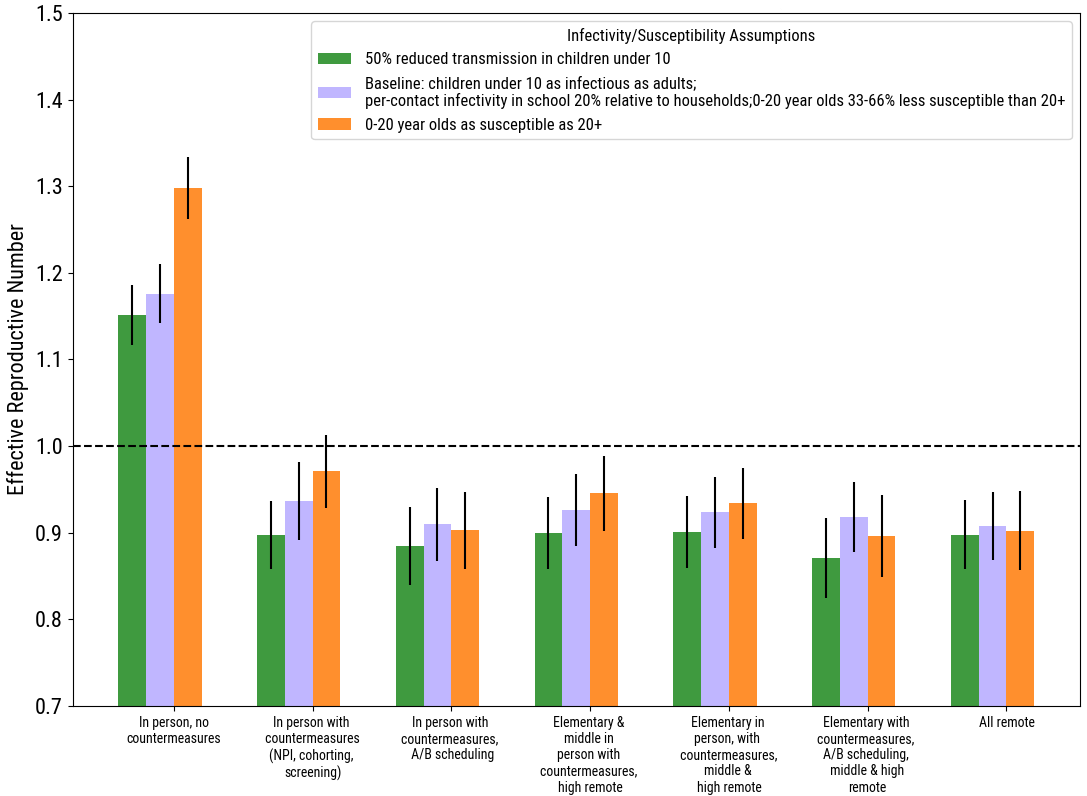 Effective Reproductive Number
1.5
1.4
1.3
1.2
1.1
1.0
0.9
0.8
0.7
Infectivity/Susceptibility Assumptions
50% reduced transmission in children under 10
Baseline: children under 10 as infectious as adults;
per-contact infectivity in school 20% relative to households;0-20 year olds 33-66% less susceptible than 20+
0-20 year olds as susceptible as 20+
In person, no
countermeasures
In person with
countermeasures
(NPI, cohorting,
screening)
In person with
countermeasures,
A/B scheduling
Elementary &
middle in
person with
countermeasures,
high remote
Elementary in
person, with
countermeasures,
middle &
high remote
Elementary with
countermeasures,
A/B scheduling,
middle & high
remote
All remote